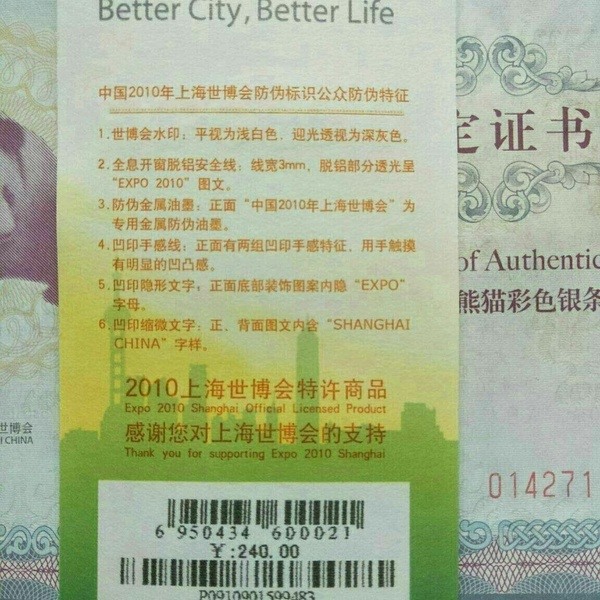 Better City, Better Life
中国2010年上海世博会防伪标识公众防伪特征
1.世博会水印：平视为浅白色，迎光透视为深灰色。
2.全息开窗脱铝安全线：线宽3mm，脱铝部分透光呈
“EXPO 2010”图文。
3.防伪金属油墨：正面“中国2010年上海世博会”为
专用金属防伪油墨。
4.凹印手感线：正面有两组凹印手感特征，用手触摸
有明显的凹凸感。
5.凹印隐形文字：正面底部装饰图案内隐“EXPO”
字母。
6.凹印缩微文字：正、背面图文内含“SHANGHAI
CHINA”字样。
2010上海世博会特许商品
Expo 2010 Shanghai Official Licensed Product
感谢您对上海世博会的支持
Thank you for supporting Expo 2010 Shanghai
6 950434 600021
￥:240.00
P0910901599483
定证书
of Authentic
熊猫彩色银条
014271
世博会
I CHINA